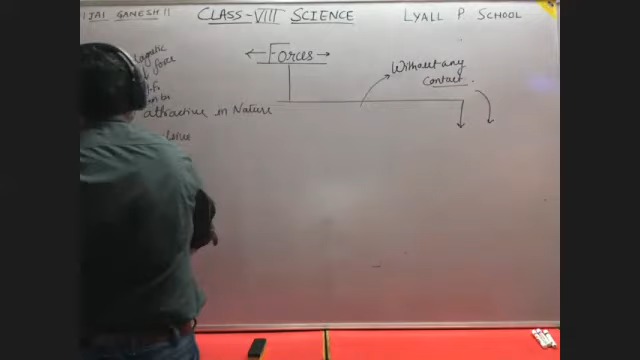 ||JAI GANESH||
CLASS-VIII SCIENCE
LYALL P SCHOOL
Forces
Without any
contact.
force
attractive in Nature